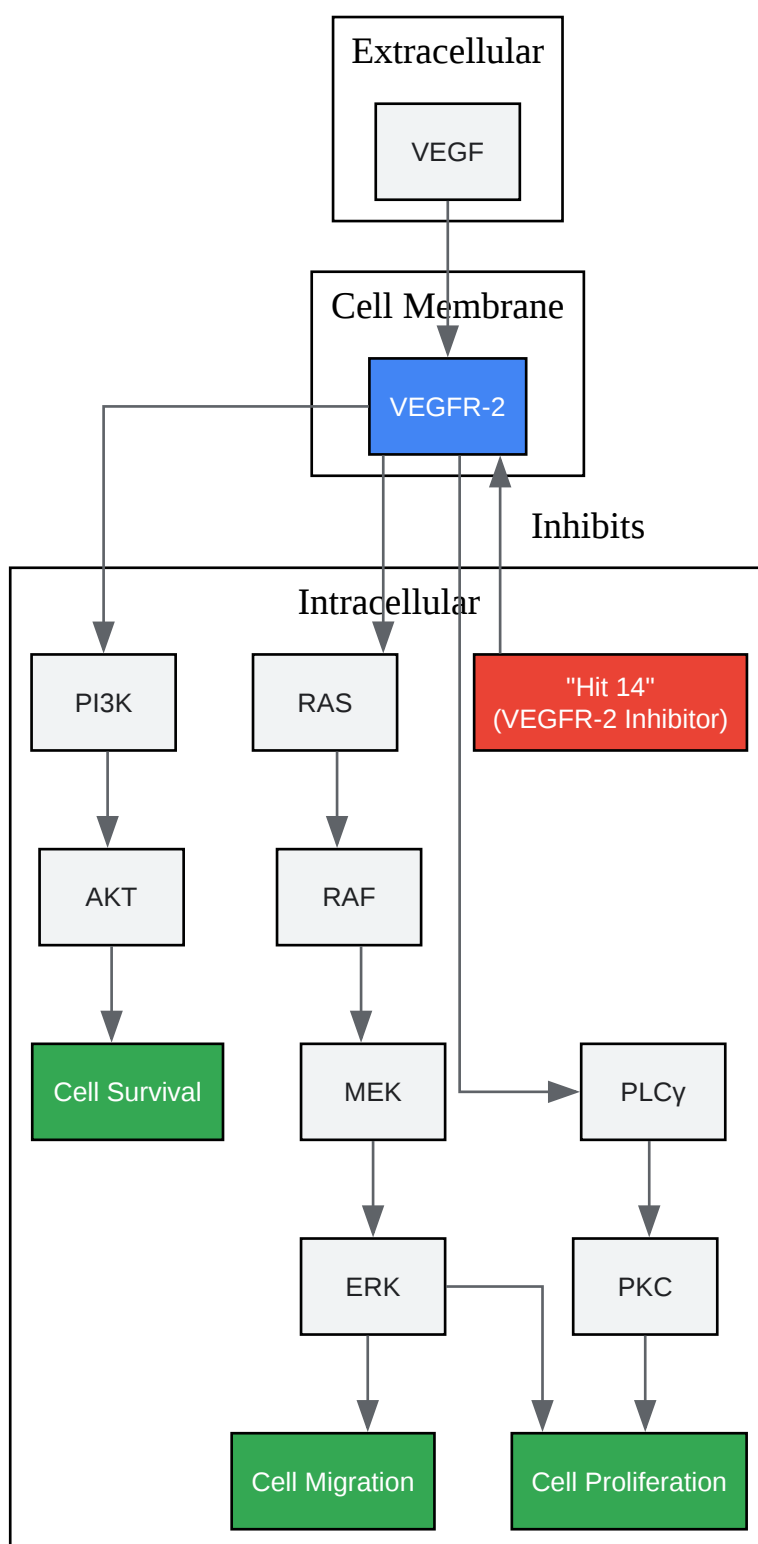 Extracellular
VEGF
Cell Membrane
VEGFR-2
Inhibits
Intracellular
PI3K
RAS
"Hit 14"
(VEGFR-2 Inhibitor)
AKT
RAF
Cell Survival
MEK
PLCγ
ERK
PKC
Cell Migration
Cell Proliferation